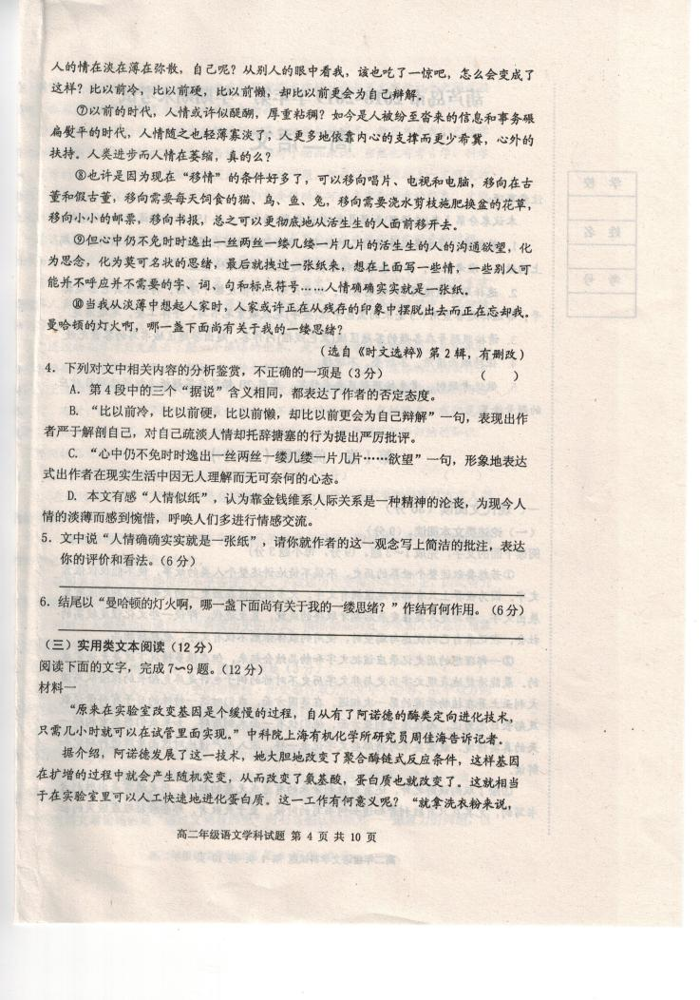 人的情在淡在薄在弥散，自己呢？从别人的眼中看我，该也吃了一惊吧，怎么会变成了
这样？比以前冷，比以前硬，比以前懒，却比以前更会为自己辩解。
⑦以前的时代，人情或许似醍醐，厚重粘稠？如今是人被纷至沓来的信息和事务碾
扁熨平的时代，人情随之也轻薄寡淡了，人更多地依靠内心的支撑而更少希冀，心外的
扶持。人类进步而人情在萎缩，真的么？
⑧也许是因为现在“移情”的条件好多了，可以移向唱片、电视和电脑，移向在古
董和假古董，移向需要每天饲食的猫、鸟、鱼、兔，移向需要浇水剪枝施肥换盆的花草，
移向小小的邮票，移向书报，总之可以更彻底地从活生生的人面前移开去。
⑨但心中仍不免时时逸出一丝两丝一缕几缕一片几片的活生生的人的沟通欲望，化
为思念，化为莫可名状的思绪，最后就拽过一张纸来，想在上面写一些情，一些别人可
能并不呼应并不需要的字、词、句和标点符号……人情确确实实就是一张纸。
⑩当我从淡薄中想起人家时，人家或许正在从残存的印象中摆脱出去而正在忘却我。
曼哈顿的灯火啊，哪一盏下面尚有关于我的一缕思绪？
（选自《时文选粹》第2辑，有删改）
4．下列对文中相关内容的分析鉴赏，不正确的一项是（3分） （ ）
A．第4段中的三个“据说”含义相同，都表达了作者的否定态度。
B．“比以前冷，比以前硬，比以前懒，却比以前更会为自己辩解”一句，表现出作
者严于解剖自己，对自己疏淡人情却托辞搪塞的行为提出严厉批评。
C．“心中仍不免时时逸出一丝两丝一缕几缕一片几片……欲望”一句，形象地表达
式出作者在现实生活中因无人理解而无可奈何的心态。
D．本文有感“人情似纸”，认为靠金钱维系人际关系是一种精神的沦丧，为现今人
情的淡薄而感到惋惜，呼唤人们多进行情感交流。
5．文中说“人情确确实实就是一张纸”，请你就作者的这一观念写上简洁的批注，表达
你的评价和看法。（6分）
6．结尾以“曼哈顿的灯火啊，哪一盏下面尚有关于我的一缕思绪？”作结有何作用。（6分）
（三）实用类文本阅读（12分）
阅读下面的文字，完成7～9题。（12分）
材料一
“原来在实验室改变基因是个缓慢的过程，自从有了阿诺德的酶类定向进化技术，
只需几小时就可以在试管里面实现。”中科院上海有机化学所研究员周佳海告诉记者。
据介绍，阿诺德发展了这一技术，她大胆地改变了聚合酶链式反应条件，这样基因
在扩增的过程中就会产生随机突变，从而改变了氨基酸，蛋白质也就改变了。这就相当
于在实验室里可以人工快速地进化蛋白质。这一工作有何意义呢？“就拿洗衣粉来说，
高二年级语文学科试题 第 4 页 共 10 页
学校
姓名
考号